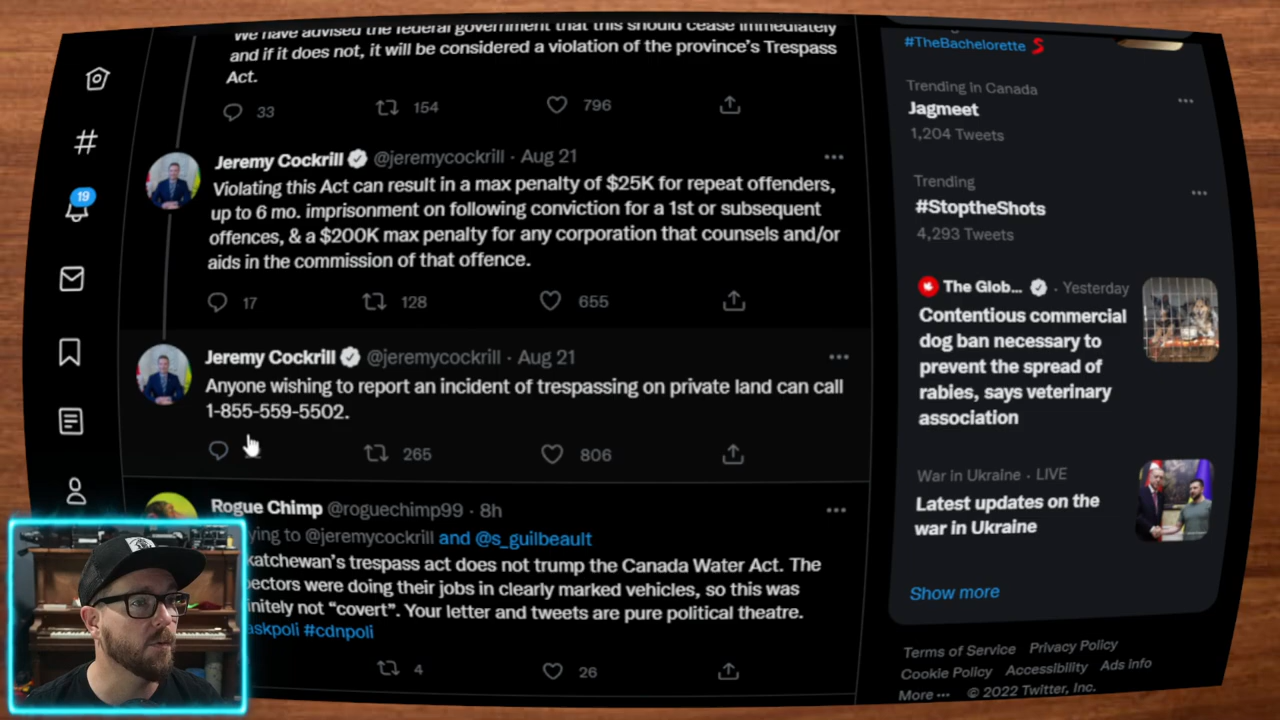 We have advised the federal government that this should cease immediately
and if it does not, it will be considered a violation of the province's Trespass
Act.
33 154 796
Jeremy Cockrill @jeremycockrill · Aug 21
Violating this Act can result in a max penalty of $25K for repeat offenders,
up to 6 mo. imprisonment on following conviction for a 1st or subsequent
offences, & a $200K max penalty for any corporation that counsels and/or
aids in the commission of that offence.
17 128 655
Jeremy Cockrill @jeremycockrill · Aug 21
Anyone wishing to report an incident of trespassing on private land can call
1-855-559-5502.
265 806
Rogue Chimp @roguechimp99 · 8h
ying to @jeremycockrill and @s_guilbeault
katchewan's trespass act does not trump the Canada Water Act. The
pectors were doing their jobs in clearly marked vehicles, so this was
initely not "covert". Your letter and tweets are pure political theatre.
askpoli #cdnpoli
4 26
19
#TheBachelorette
Trending in Canada
Jagmeet
1,204 Tweets
Trending
#StoptheShots
4,293 Tweets
The Glob... · Yesterday
Contentious commercial
dog ban necessary to
prevent the spread of
rabies, says veterinary
association
War in Ukraine · LIVE
Latest updates on the
war in Ukraine
Show more
Terms of Service Privacy Policy
Cookie Policy Accessibility Ads info
More ··· © 2022 Twitter, Inc.